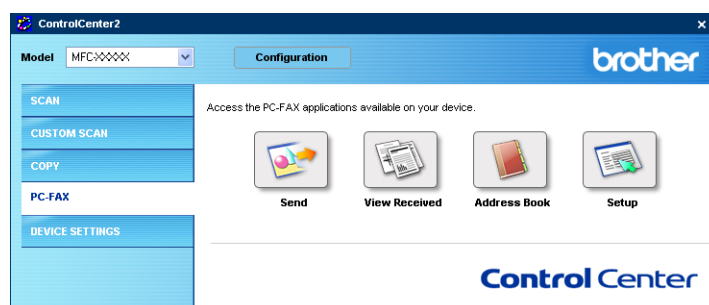 ControlCenter2
Model MFC-XXXXX Configuration brother
SCAN
CUSTOM SCAN
COPY
PC-FAX
DEVICE SETTINGS
Access the PC-FAX applications available on your device.
Send View Received Address Book Setup
Control Center